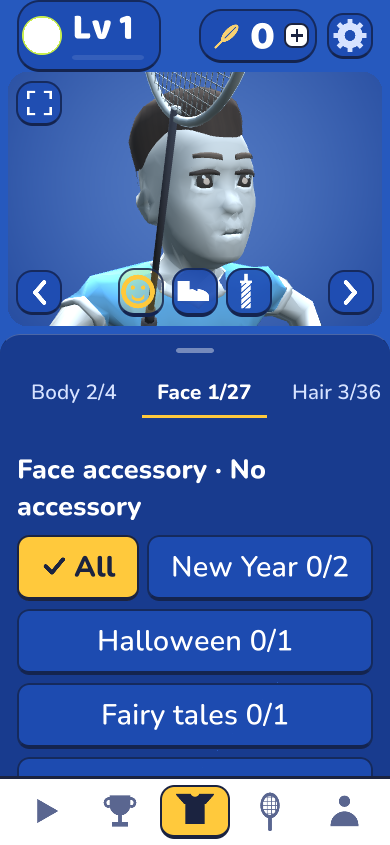 Lv 1
0
Body 2/4
Face 1/27
Hair 3/36
Face accessory · No
accessory
All
New Year 0/2
Halloween 0/1
Fairy tales 0/1